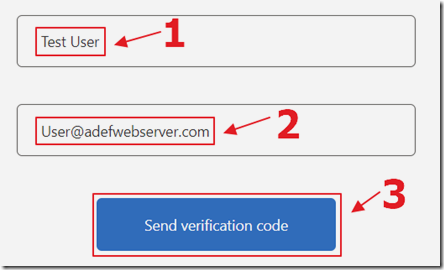 Test User
1
User@adefwebserver.com
2
3
Send verification code